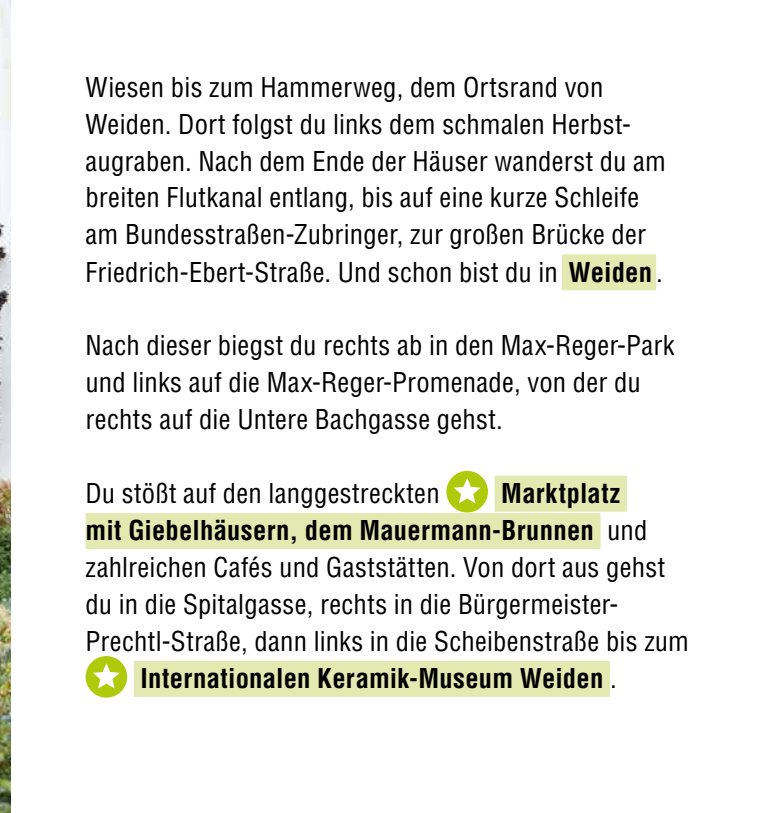 Wiesen bis zum Hammerweg, dem Ortsrand von
Weiden. Dort folgst du links dem schmalen Herbst-
augraben. Nach dem Ende der Häuser wanderst du am
breiten Flutkanal entlang, bis auf eine kurze Schleife
am Bundesstraßen-Zubringer, zur großen Brücke der
Friedrich-Ebert-Straße. Und schon bist du in Weiden.
Nach dieser biegst du rechts ab in den Max-Reger-Park
und links auf die Max-Reger-Promenade, von der du
rechts auf die Untere Bachgasse gehst.
Du stößt auf den langgestreckten Marktplatz
mit Giebelhäusern, dem Mauermann-Brunnen und
zahlreichen Cafés und Gaststätten. Von dort aus gehst
du in die Spitalgasse, rechts in die Bürgermeister-
Prechtl-Straße, dann links in die Scheibenstraße bis zum
Internationalen Keramik-Museum Weiden.